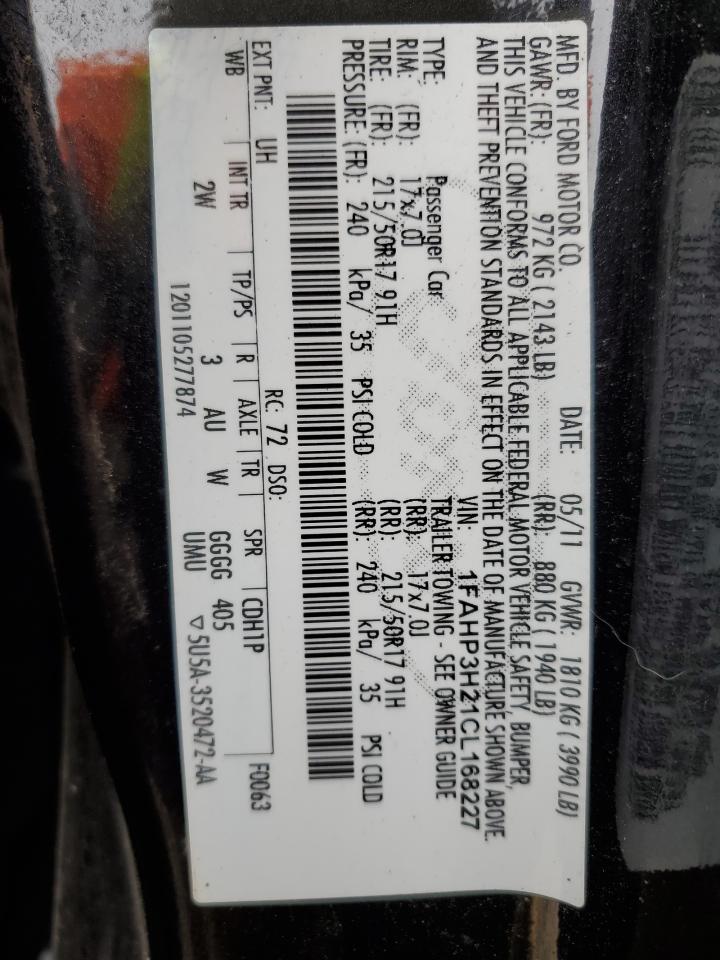 MFD. BY FORD MOTOR CO. DATE: 05/11 GVWR: 1810 KG ( 3990 LB)
GAWR: (FR): 972 KG ( 2143 LB) (RR): 880 KG ( 1940 LB)
THIS VEHICLE CONFORMS TO ALL APPLICABLE FEDERAL MOTOR VEHICLE SAFETY, BUMPER,
AND THEFT PREVENTION STANDARDS IN EFFECT ON THE DATE OF MANUFACTURE SHOWN ABOVE.
VIN: 1FAHP3H21CL168227
TYPE: Passenger Car TRAILER TOWING - SEE OWNER GUIDE
RIM: (FR): 17x7.0J (RR): 17x7.0J
TIRE: (FR): 215/50R17 91H (RR): 215/50R17 91H
PRESSURE: (FR): 240 kPa/ 35 PSI COLD (RR): 240 kPa/ 35 PSI COLD
EXT PNT: UH RC: 72 DSO: F0063
WB INT TR TP/PS R AXLE TR SPR CDH1P
2W 3 AU W GGGG 405
UMU
1201105277874 ▽5U5A-3520472-AA